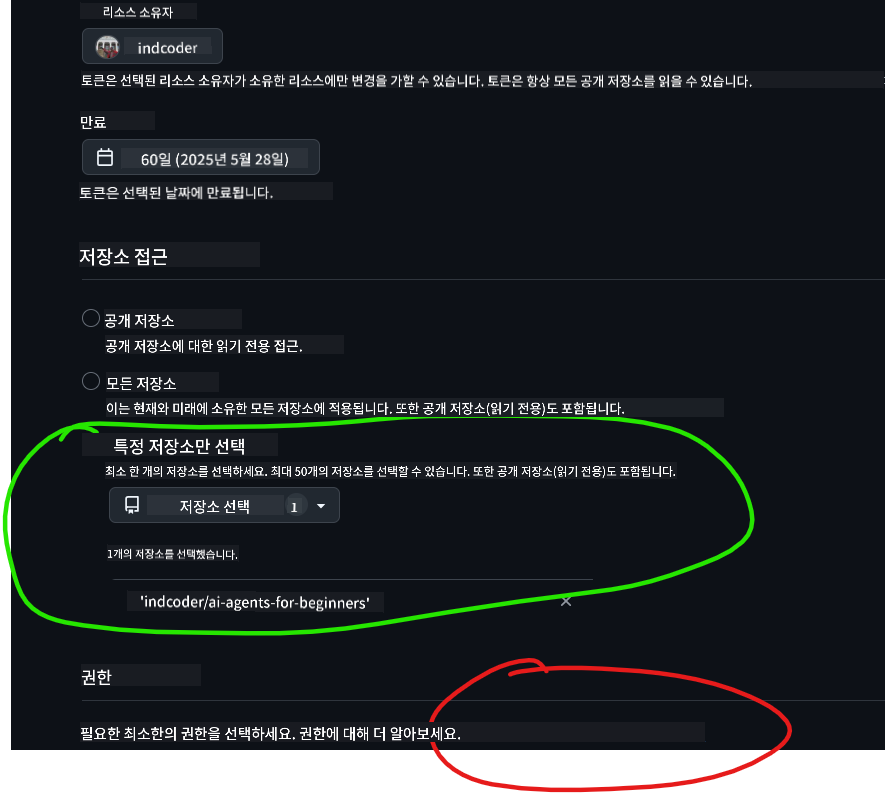 리소스 소유자
indcoder
토큰은 선택된 리소스 소유자가 소유한 리소스에만 변경을 가할 수 있습니다. 토큰은 항상 모든 공개 저장소를 읽을 수 있습니다.
만료
60일 (2025년 5월 28일)
토큰은 선택된 날짜에 만료됩니다.
저장소 접근
공개 저장소
공개 저장소에 대한 읽기 전용 접근.
모든 저장소
이는 현재와 미래에 소유한 모든 저장소에 적용됩니다. 또한 공개 저장소(읽기 전용)도 포함됩니다.
특정 저장소만 선택
최소 한 개의 저장소를 선택하세요. 최대 50개의 저장소를 선택할 수 있습니다. 또한 공개 저장소(읽기 전용)도 포함됩니다.
저장소 선택 1
1개의 저장소를 선택했습니다.
'indcoder/ai-agents-for-beginners'
권한
필요한 최소한의 권한을 선택하세요. 권한에 대해 더 알아보세요.